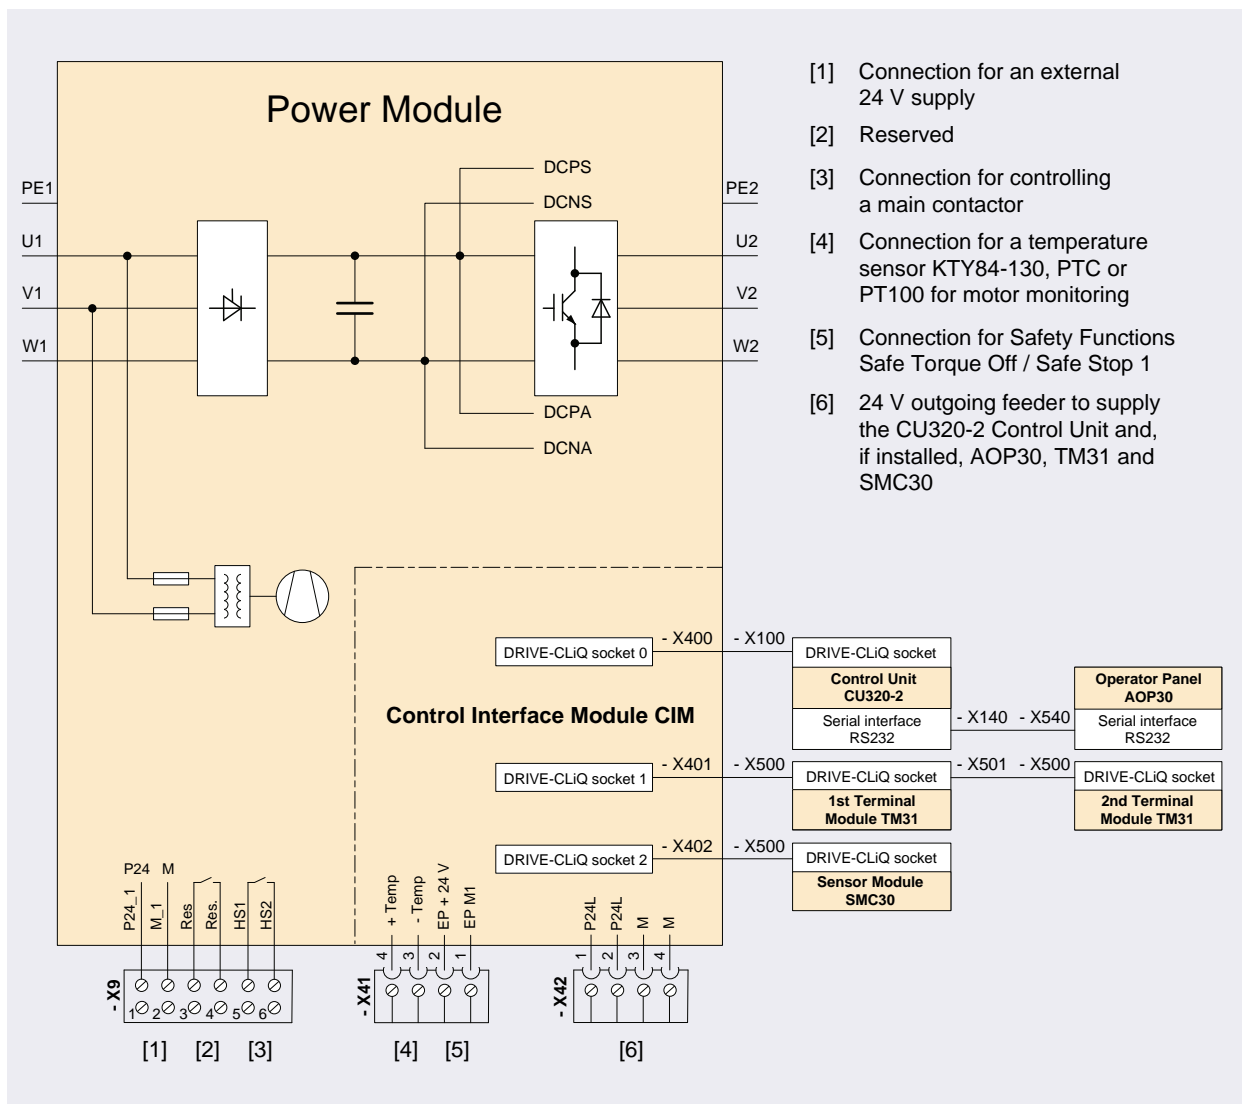 Power Module
[1] Connection for an external
24 V supply
[2] Reserved
[3] Connection for controlling
a main contactor
[4] Connection for a temperature
sensor KTY84-130, PTC or
PT100 for motor monitoring
[5] Connection for Safety Functions
Safe Torque Off / Safe Stop 1
[6] 24 V outgoing feeder to supply
the CU320-2 Control Unit and,
if installed, AOP30, TM31 and
SMC30
DCPS
PE1
PE2
DCNS
U1
U2
V1
V2
W1
W2
DCPA
DCNA
DRIVE-CLiQ socket 0
- X400
- X100
DRIVE-CLiQ socket
Control Unit
CU320-2
Serial interface
RS232
- X140
- X540
Operator Panel
AOP30
Serial interface
RS232
Control Interface Module CIM
DRIVE-CLiQ socket 1
- X401
- X500
DRIVE-CLiQ socket
1st Terminal
Module TM31
- X501
- X500
DRIVE-CLiQ socket
2nd Terminal
Module TM31
DRIVE-CLiQ socket 2
- X402
- X500
DRIVE-CLiQ socket
Sensor Module
SMC30
P24
M
P24_1
M_1
Res
Res.
HS1
HS2
- X9
1
2
3
4
5
6
[1]
[2]
[3]
+ Temp
- Temp
EP + 24 V
EP M1
4
3
2
1
- X41
[4]
[5]
P24L
P24L
M
M
1
2
3
4
- X42
[6]